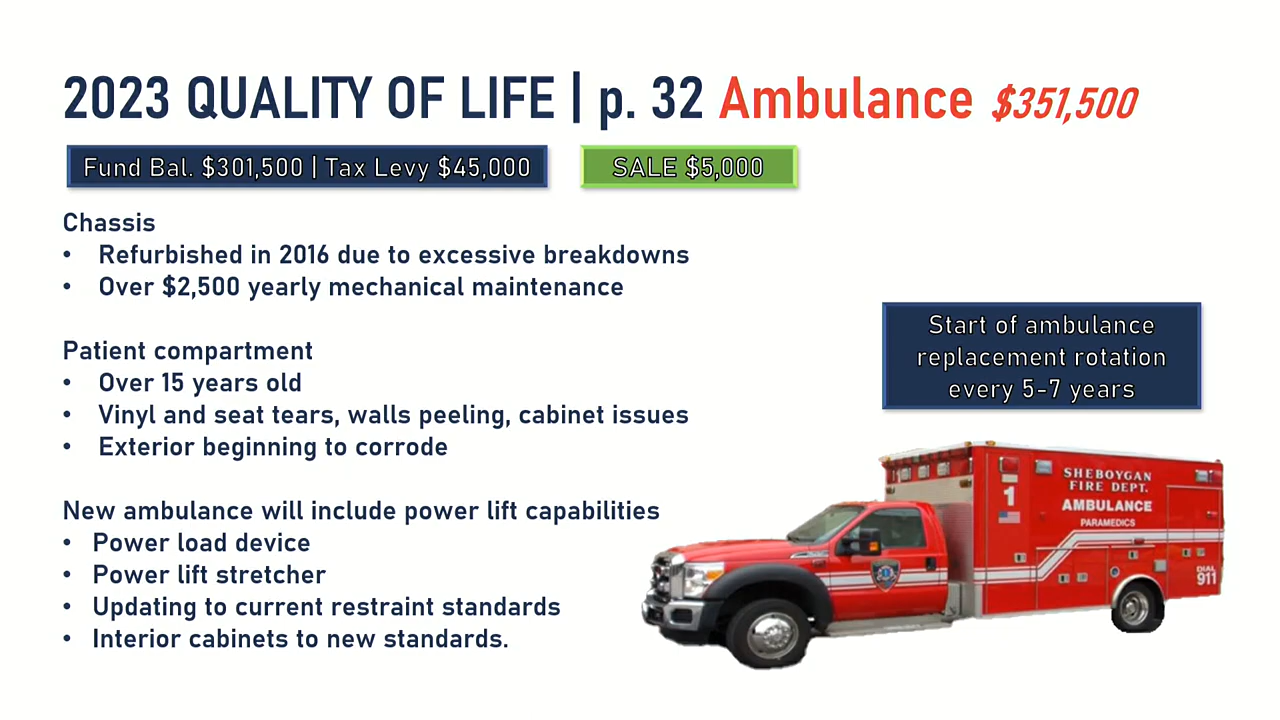 2023 QUALITY OF LIFE | p. 32 Ambulance $351,500
Fund Bal. $301,500 | Tax Levy $45,000
SALE $5,000
Chassis
• Refurbished in 2016 due to excessive breakdowns
• Over $2,500 yearly mechanical maintenance
Patient compartment
• Over 15 years old
• Vinyl and seat tears, walls peeling, cabinet issues
• Exterior beginning to corrode
New ambulance will include power lift capabilities
• Power load device
• Power lift stretcher
• Updating to current restraint standards
• Interior cabinets to new standards.
Start of ambulance
replacement rotation
every 5-7 years
SHEBOYGAN
FIRE DEPT.
1
AMBULANCE
PARAMEDICS
DIAL
911